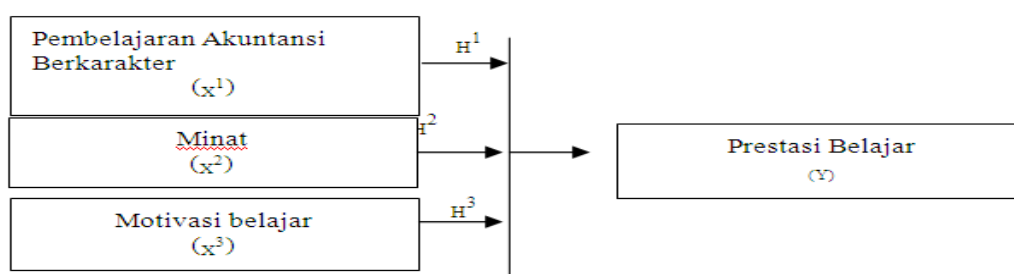 Pembelajaran Akuntansi
Berkarakter
(x¹)
H¹
Minat
(x²)
H²
Prestasi Belajar
(Y)
Motivasi belajar
(x³)
H³